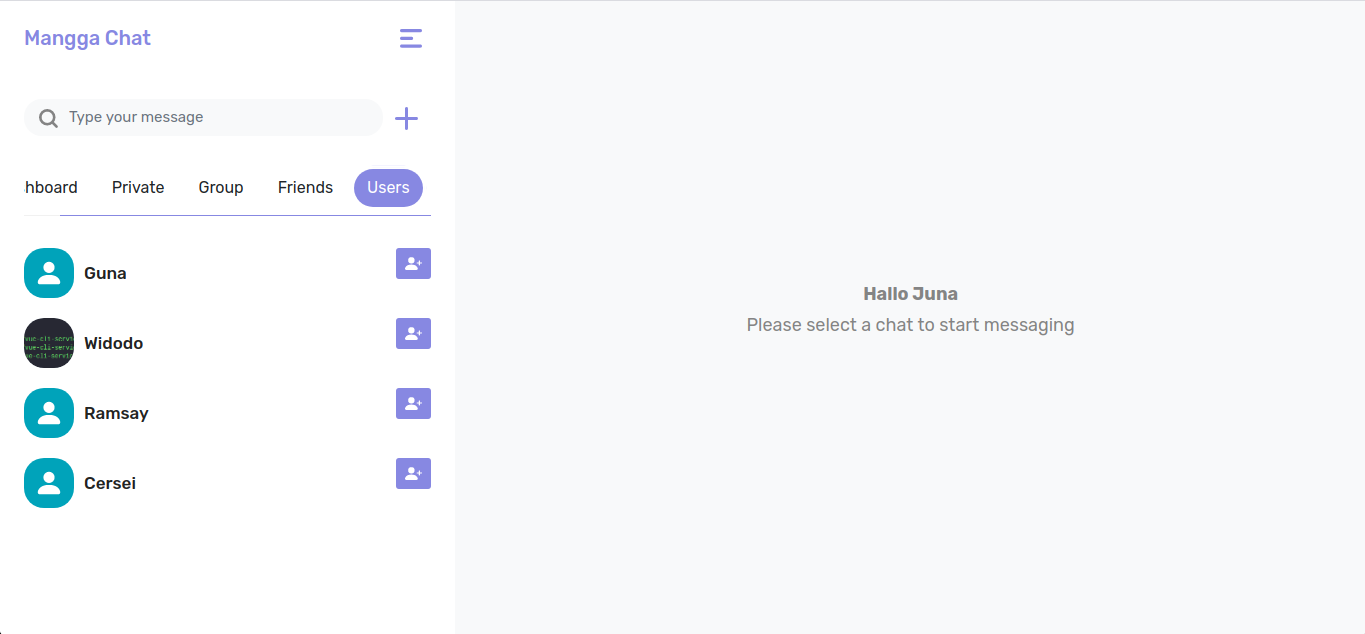 Mangga Chat
Type your message
hboard Private Group Friends Users
Guna
Widodo
Ramsay
Cersei
Hallo Juna
Please select a chat to start messaging